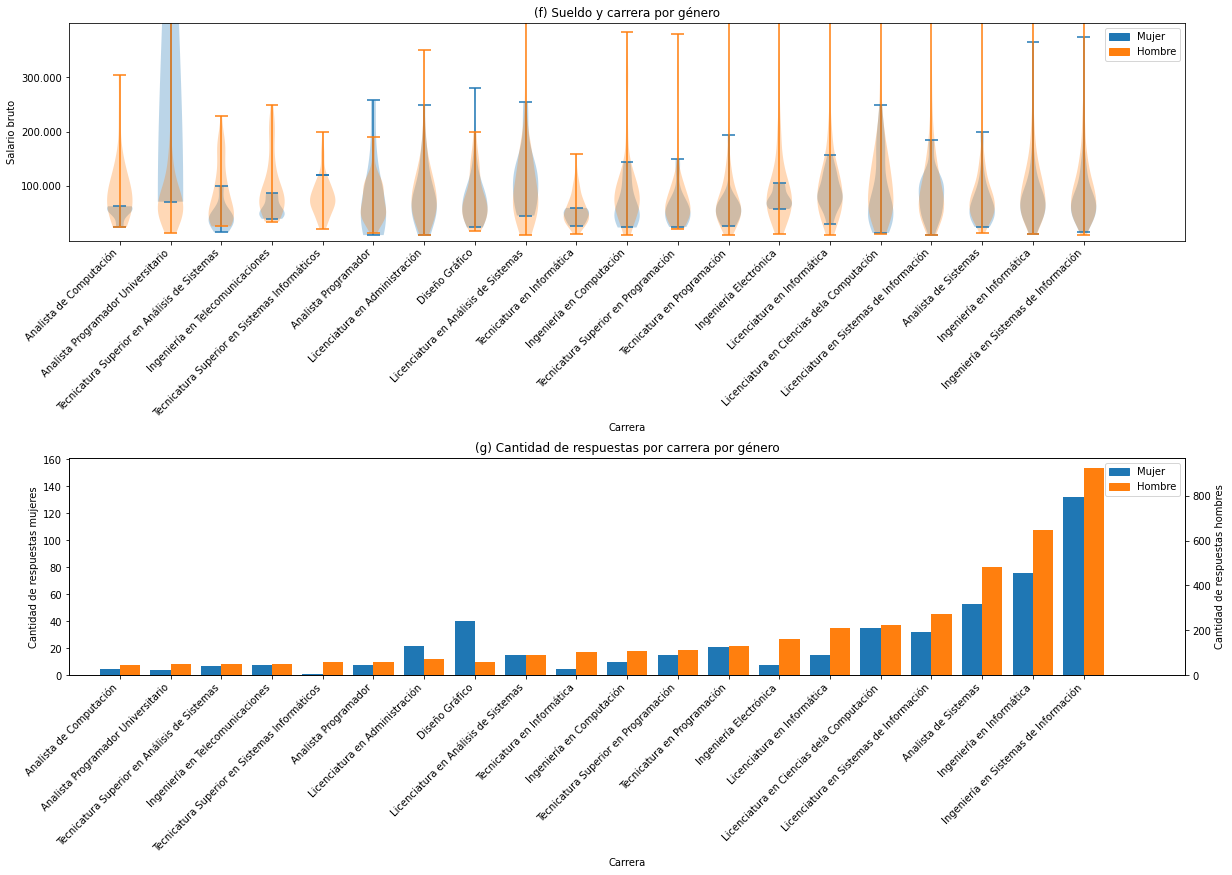 (f) Sueldo y carrera por género
Salario bruto
300.000
200.000
100.000
Mujer
Hombre
Analista de Computación
Analista Programador Universitario
Tecnicatura Superior en Análisis de Sistemas
Ingeniería en Telecomunicaciones
Tecnicatura Superior en Sistemas Informáticos
Analista Programador
Licenciatura en Administración
Diseño Gráfico
Licenciatura en Análisis de Sistemas
Tecnicatura en Informática
Ingeniería en Computación
Tecnicatura Superior en Programación
Tecnicatura en Programación
Ingeniería Electrónica
Licenciatura en Informática
Licenciatura en Ciencias dela Computación
Licenciatura en Sistemas de Información
Analista de Sistemas
Ingeniería en Informática
Ingeniería en Sistemas de Información
Carrera
(g) Cantidad de respuestas por carrera por género
Cantidad de respuestas mujeres
160
140
120
100
80
60
40
20
0
Mujer
Hombre
800
600
400
200
0
Cantidad de respuestas hombres
Analista de Computación
Analista Programador Universitario
Tecnicatura Superior en Análisis de Sistemas
Ingeniería en Telecomunicaciones
Tecnicatura Superior en Sistemas Informáticos
Analista Programador
Licenciatura en Administración
Diseño Gráfico
Licenciatura en Análisis de Sistemas
Tecnicatura en Informática
Ingeniería en Computación
Tecnicatura Superior en Programación
Tecnicatura en Programación
Ingeniería Electrónica
Licenciatura en Informática
Licenciatura en Ciencias dela Computación
Licenciatura en Sistemas de Información
Analista de Sistemas
Ingeniería en Informática
Ingeniería en Sistemas de Información
Carrera